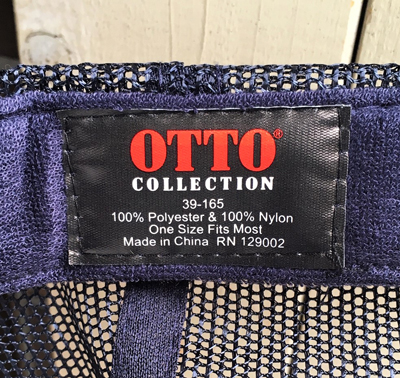 OTTO®
COLLECTION
39-165
100% Polyester & 100% Nylon
One Size Fits Most
Made in China RN 129002